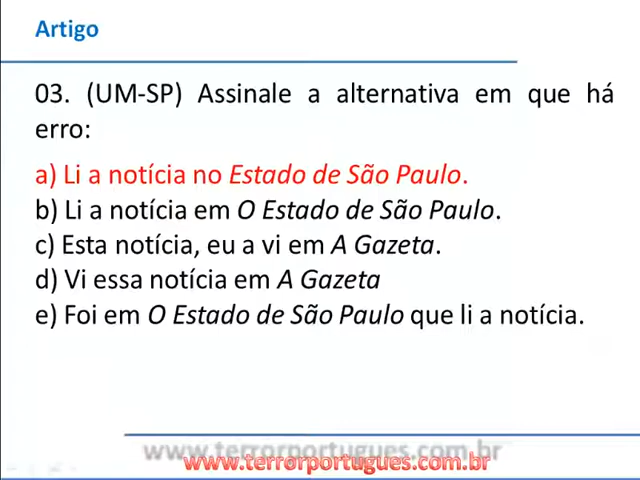 Artigo
03. (UM-SP) Assinale a alternativa em que há
erro:
a) Li a notícia no Estado de São Paulo.
b) Li a notícia em O Estado de São Paulo.
c) Esta notícia, eu a vi em A Gazeta.
d) Vi essa notícia em A Gazeta
e) Foi em O Estado de São Paulo que li a notícia.
www.terrorportugues.com.br
www.terrorportugues.com.br